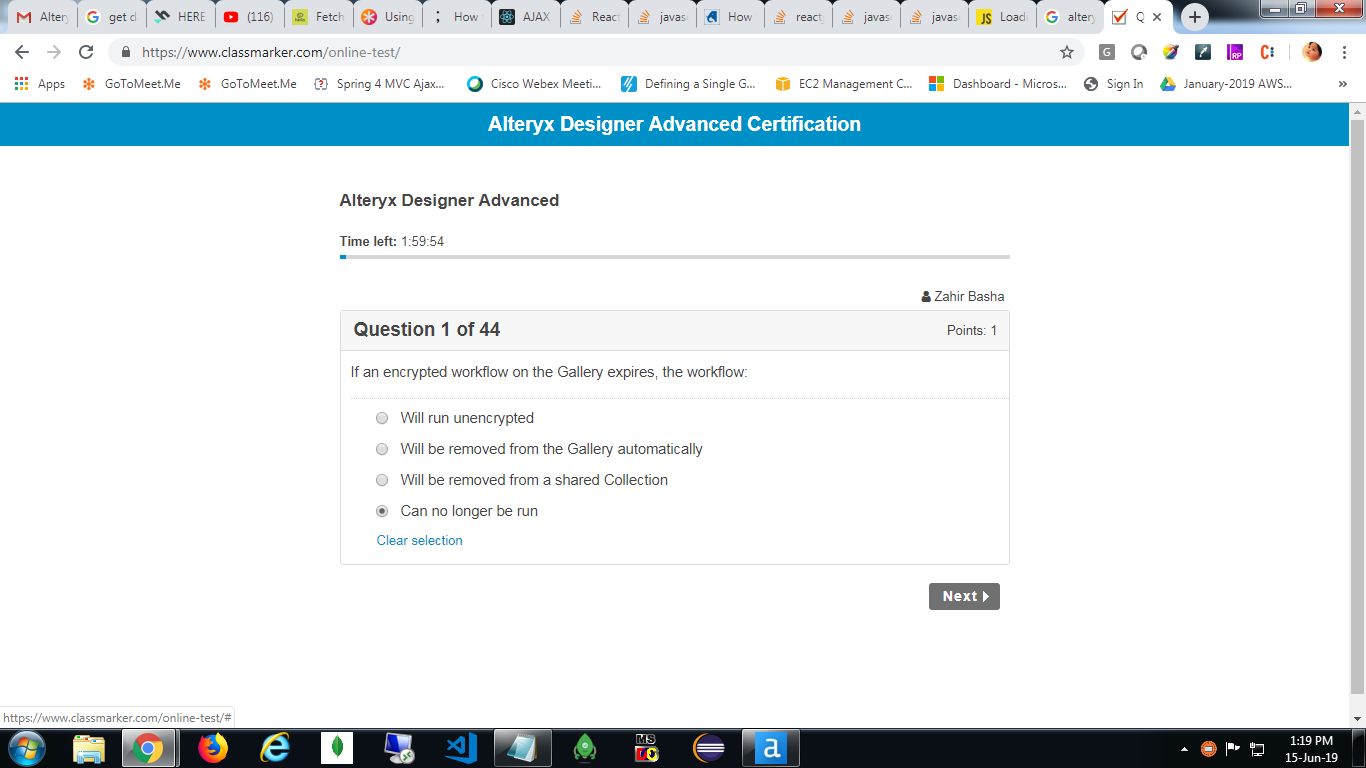 Altery get d HERE (116) Fetch Using How AJAX React javas How react javas javas Load altery Q
https://www.classmarker.com/online-test/
Apps GoToMeet.Me GoToMeet.Me Spring 4 MVC Ajax... Cisco Webex Meeti... Defining a Single G... EC2 Management C... Dashboard - Micros... Sign In January-2019 AWS... »
Alteryx Designer Advanced Certification
Alteryx Designer Advanced
Time left: 1:59:54
Zahir Basha
Question 1 of 44 Points: 1
If an encrypted workflow on the Gallery expires, the workflow:
Will run unencrypted
Will be removed from the Gallery automatically
Will be removed from a shared Collection
Can no longer be run
Clear selection
Next
https://www.classmarker.com/online-test/#
1:19 PM
15-Jun-19